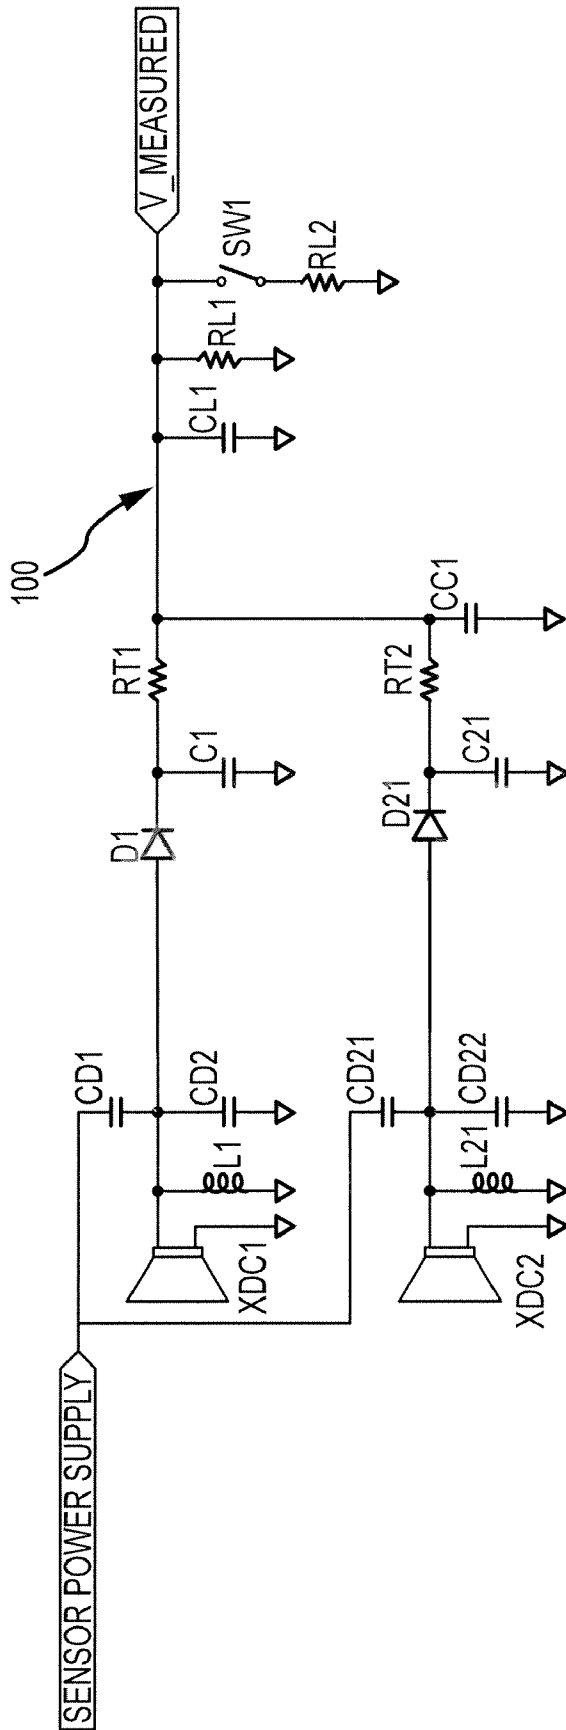 SENSOR POWER SUPPLY
XDC1
L1
CD1
CD2
D1
C1
RT1
100
CL1
RL1
SW1
RL2
V_MEASURED
XDC2
L21
CD21
CD22
D21
C21
RT2
CC1